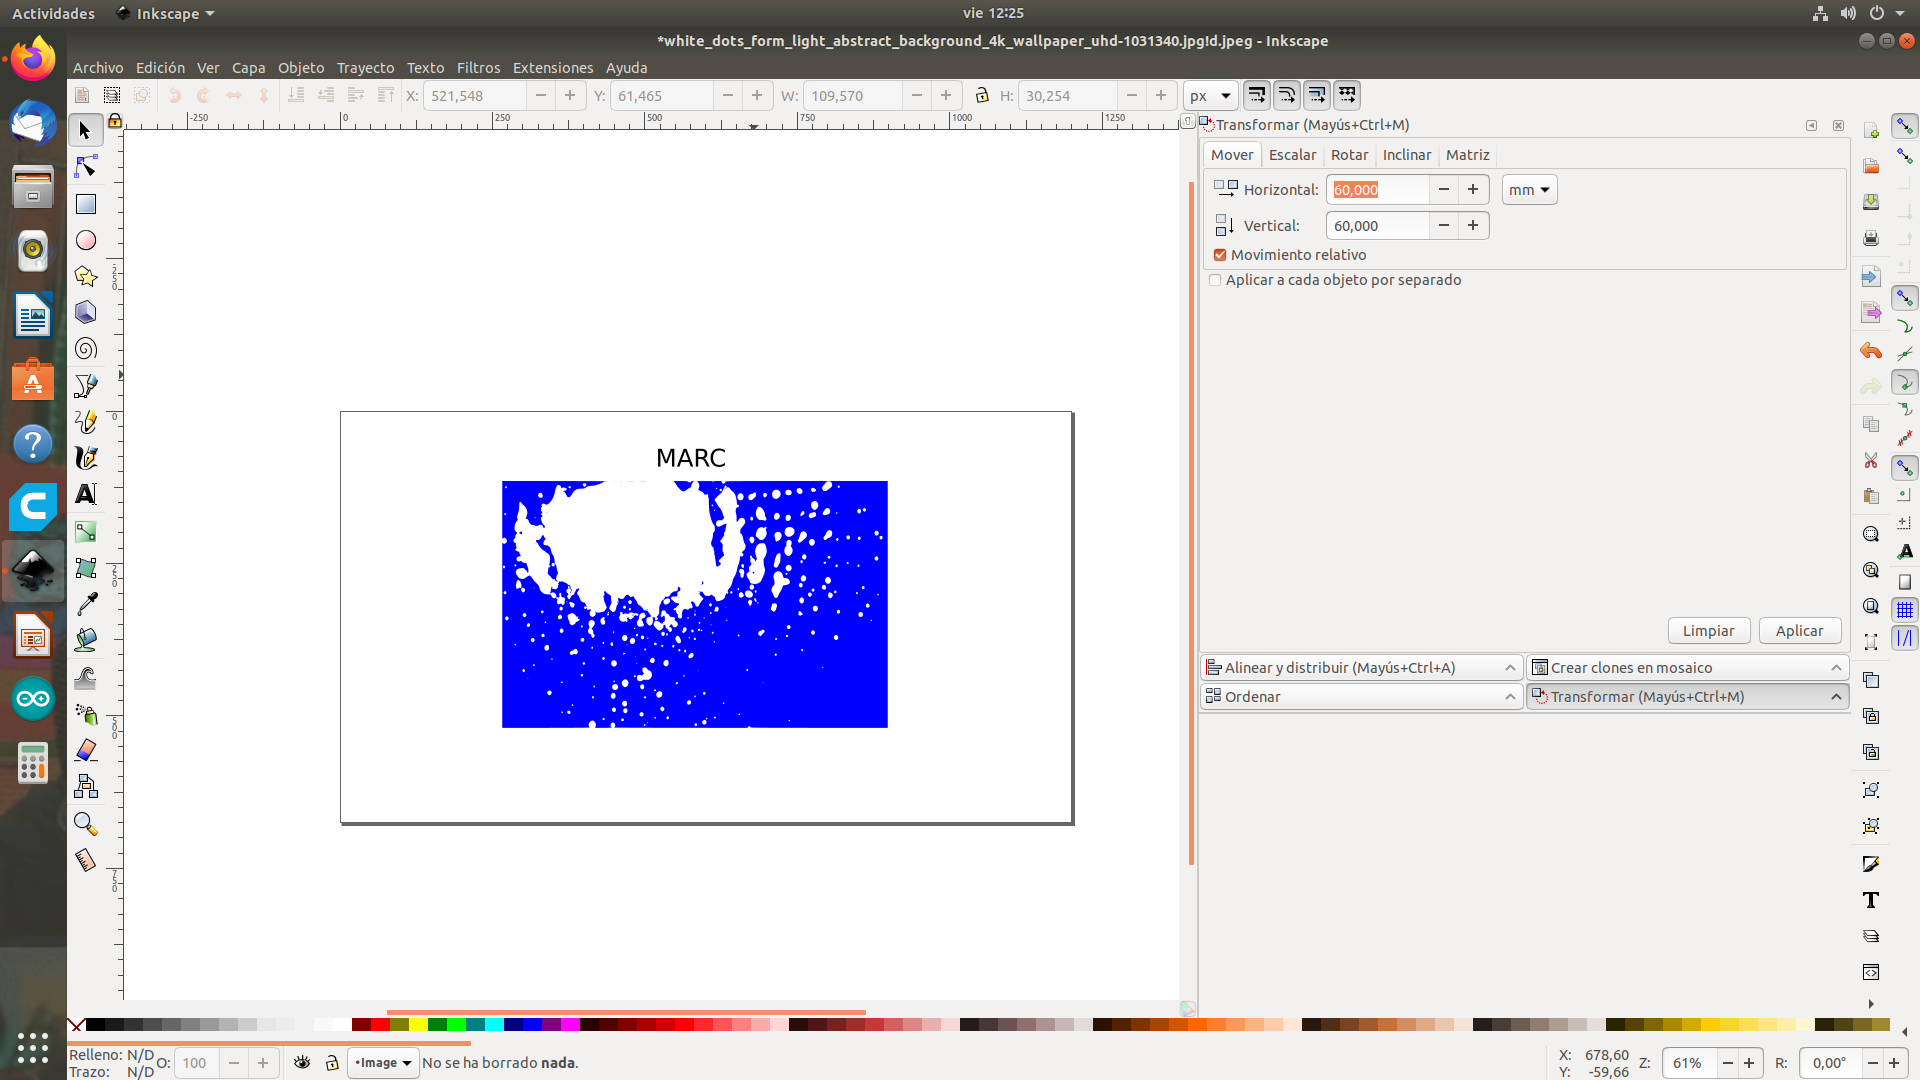 Actividades Inkscape vie 12:25
*white_dots_form_light_abstract_background_4k_wallpaper_uhd-1031340.jpg!d.jpeg - Inkscape
Archivo Edición Ver Capa Objeto Trayecto Texto Filtros Extensiones Ayuda
X: 521,548 Y: 61,465 W: 109,570 H: 30,254 px
-250 0 250 500 750 1000 1250
Transformar (Mayús+Ctrl+M)
Mover Escalar Rotar Inclinar Matriz
Horizontal: 60,000 mm
Vertical: 60,000
Movimiento relativo
Aplicar a cada objeto por separado
MARC
Limpiar Aplicar
Alinear y distribuir (Mayús+Ctrl+A) Crear clones en mosaico
Ordenar Transformar (Mayús+Ctrl+M)
Relleno: N/D O: 100 •Image No se ha borrado nada. X: 678,60 Z: 61% R: 0,00°
Trazo: N/D Y: -59,66